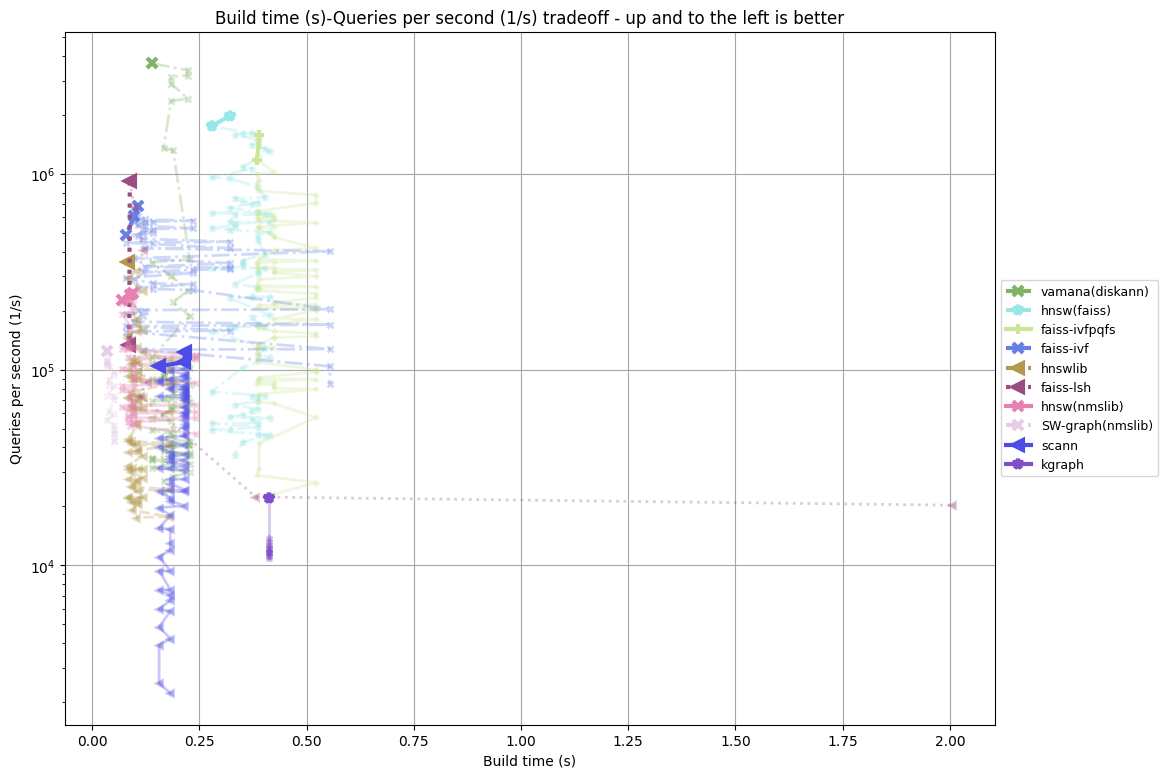 Build time (s)-Queries per second (1/s) tradeoff - up and to the left is better
Queries per second (1/s)
10^6
10^5
10^4
0.00 0.25 0.50 0.75 1.00 1.25 1.50 1.75 2.00
Build time (s)
vamana(diskann)
hnsw(faiss)
faiss-ivfpqfs
faiss-ivf
hnswlib
faiss-lsh
hnsw(nmslib)
SW-graph(nmslib)
scann
kgraph